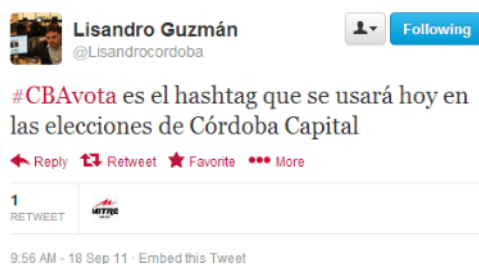 Lisandro Guzmán
@Lisandrocordoba
Following
#CBAvota es el hashtag que se usará hoy en
las elecciones de Córdoba Capital
Reply Retweet Favorite More
1
RETWEET
MITRE
9:56 AM - 18 Sep 11 · Embed this Tweet